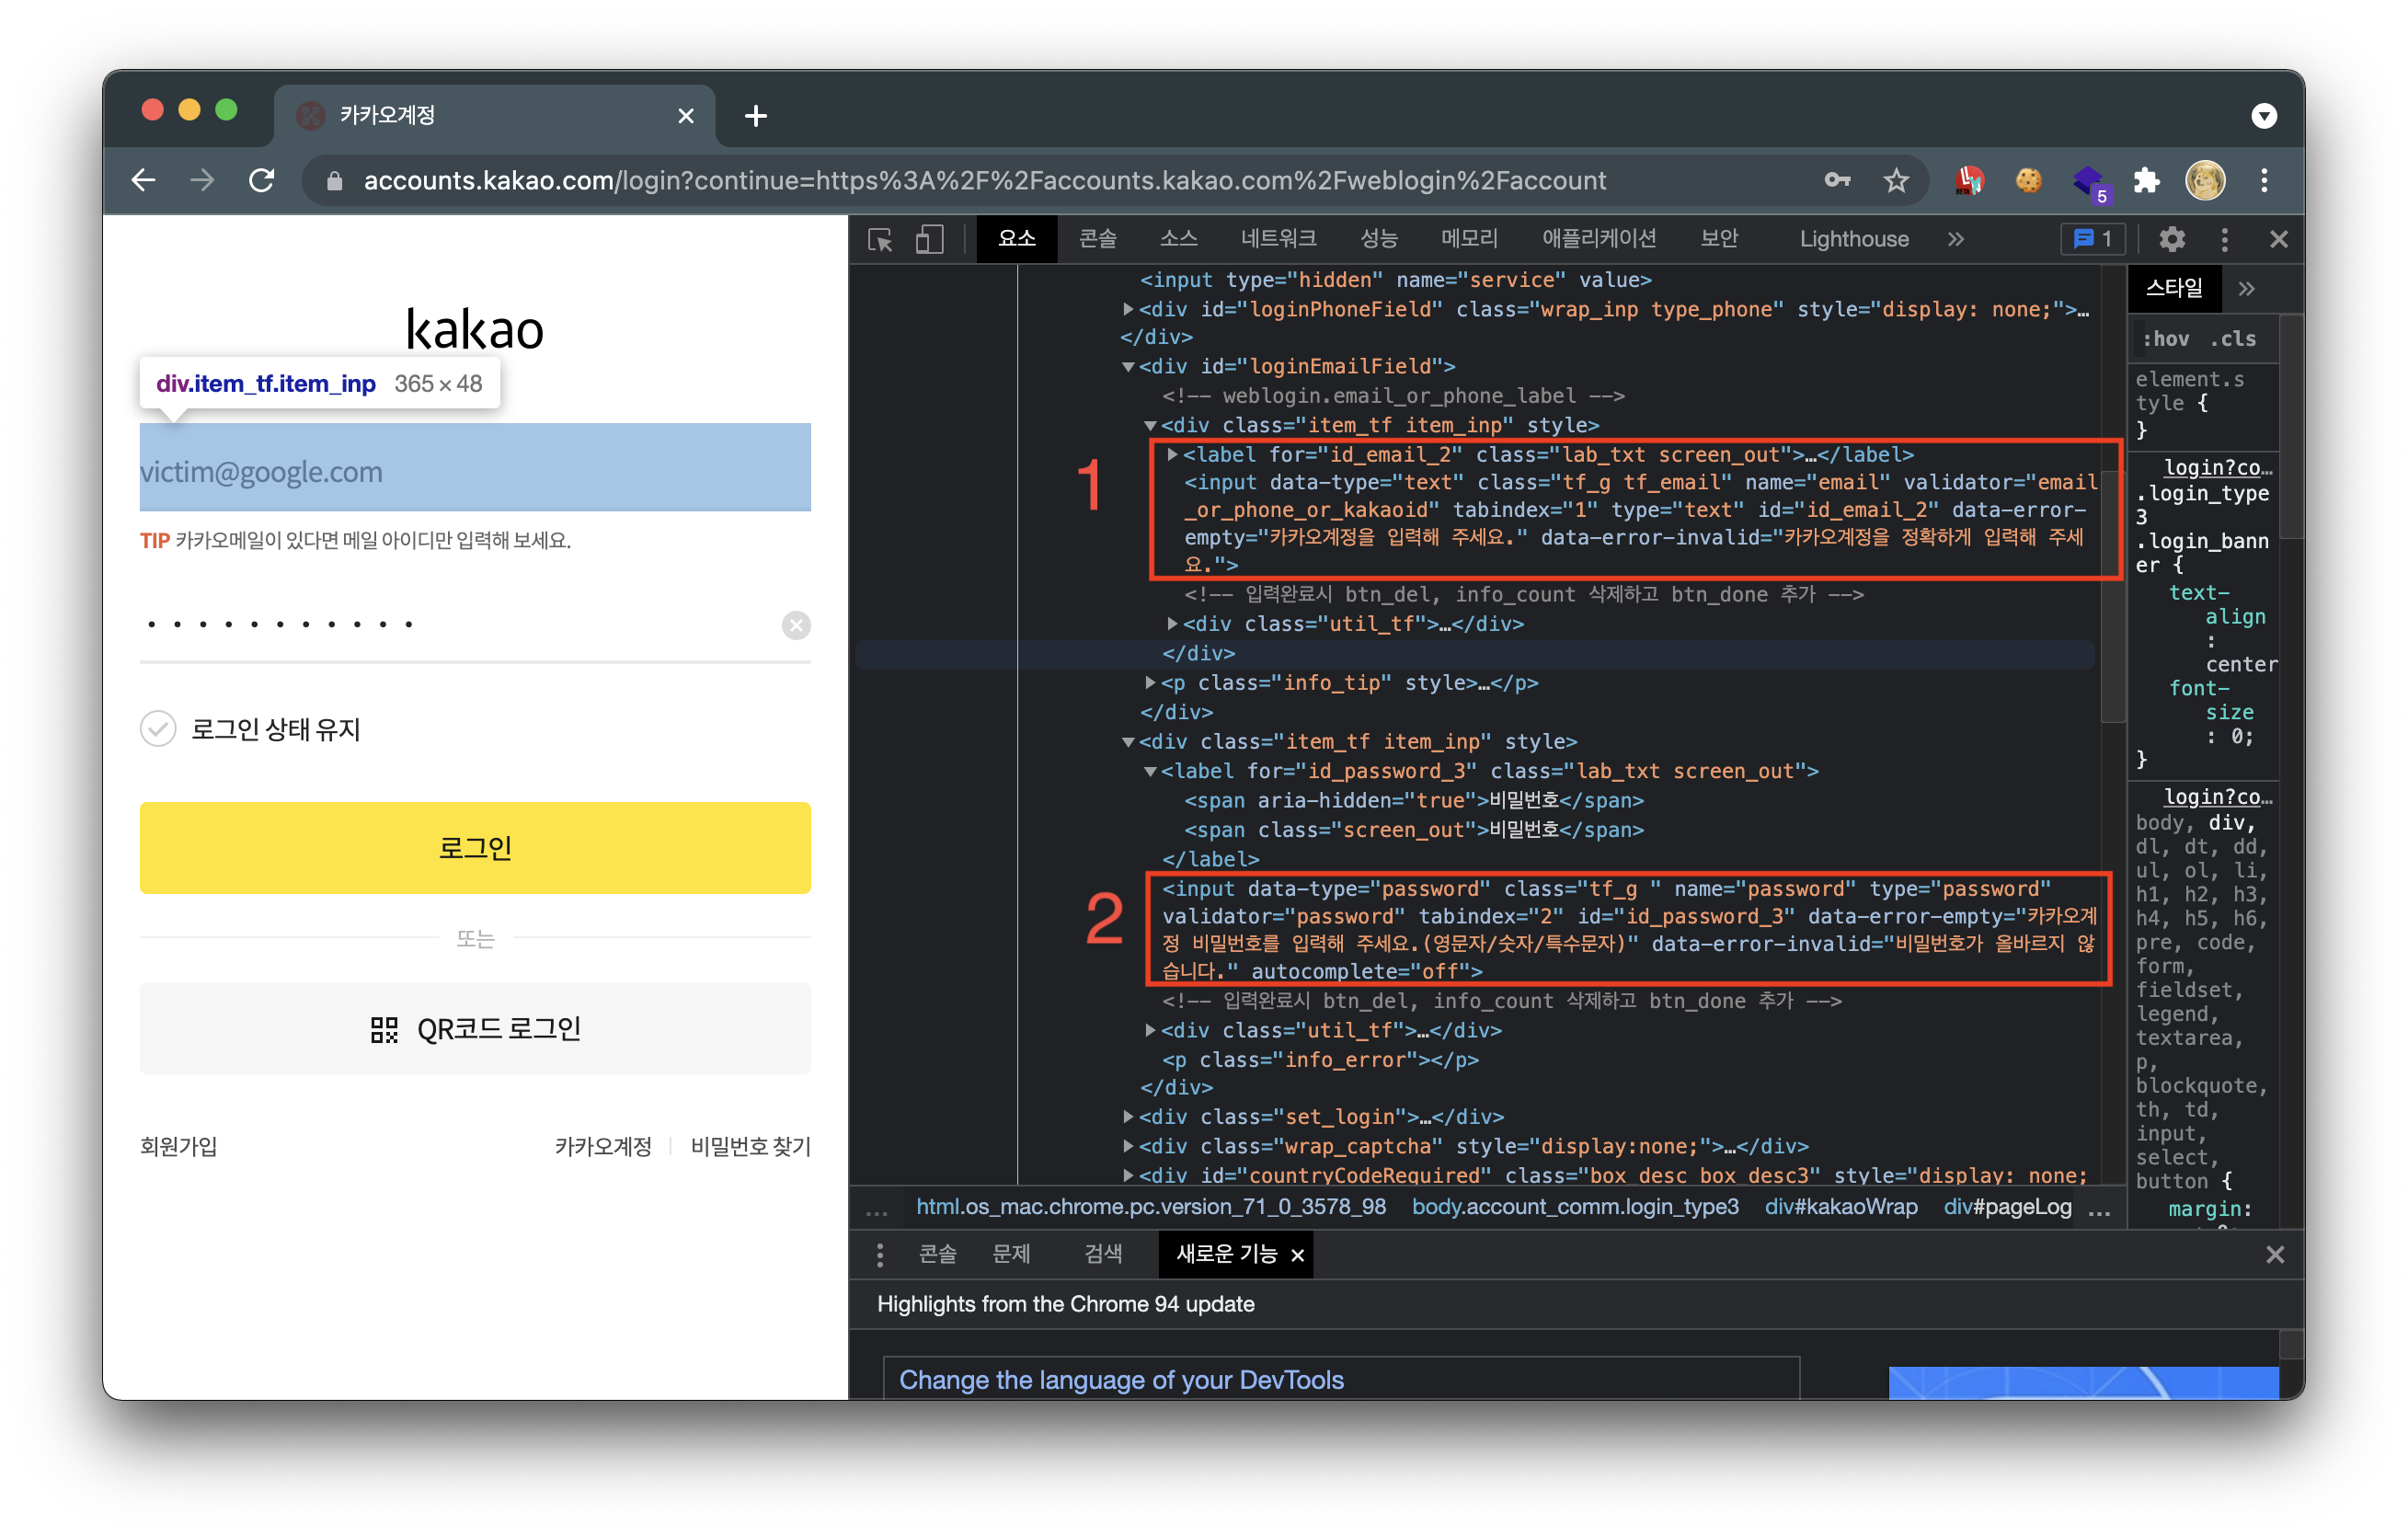 카카오계정
accounts.kakao.com/login?continue=https%3A%2F%2Faccounts.kakao.com%2Fweblogin%2Faccount
5
kakao
div.item_tf.item_inp 365 × 48
victim@google.com
TIP 카카오메일이 있다면 메일 아이디만 입력해 보세요.
로그인 상태 유지
로그인
또는
QR코드 로그인
회원가입
카카오계정 | 비밀번호 찾기
요소 콘솔 소스 네트워크 성능 메모리 애플리케이션 보안 Lighthouse » 1
<input type="hidden" name="service" value>
<div id="loginPhoneField" class="wrap_inp type_phone" style="display: none;">…
</div>
<div id="loginEmailField">
<!-- weblogin.email_or_phone_label -->
<div class="item_tf item_inp" style>
1
<label for="id_email_2" class="lab_txt screen_out">…</label>
<input data-type="text" class="tf_g tf_email" name="email" validator="email
_or_phone_or_kakaoid" tabindex="1" type="text" id="id_email_2" data-error-
empty="카카오계정을 입력해 주세요." data-error-invalid="카카오계정을 정확하게 입력해 주세
요.">
<!-- 입력완료시 btn_del, info_count 삭제하고 btn_done 추가 -->
<div class="util_tf">…</div>
</div>
<p class="info_tip" style>…</p>
</div>
<div class="item_tf item_inp" style>
<label for="id_password_3" class="lab_txt screen_out">
<span aria-hidden="true">비밀번호</span>
<span class="screen_out">비밀번호</span>
</label>
2
<input data-type="password" class="tf_g " name="password" type="password"
validator="password" tabindex="2" id="id_password_3" data-error-empty="카카오계
정 비밀번호를 입력해 주세요.(영문자/숫자/특수문자)" data-error-invalid="비밀번호가 올바르지 않
습니다." autocomplete="off">
<!-- 입력완료시 btn_del, info_count 삭제하고 btn_done 추가 -->
<div class="util_tf">…</div>
<p class="info_error"></p>
</div>
<div class="set_login">…</div>
<div class="wrap_captcha" style="display:none;">…</div>
<div id="countryCodeRequired" class="box_desc box_desc3" style="display: none;
... html.os_mac.chrome.pc.version_71_0_3578_98 body.account_comm.login_type3 div#kakaoWrap div#pageLog ...
스타일 »
:hov .cls
element.s
tyle {
}
login?co…
.login_type
3
.login_bann
er {
text-
align
:
center
font-
size
: 0;
}
login?co…
body, div,
dl, dt, dd,
ul, ol, li,
h1, h2, h3,
h4, h5, h6,
pre, code,
form,
fieldset,
legend,
textarea,
p,
blockquote,
th, td,
input,
select,
button {
margin:
콘솔 문제 검색 새로운 기능
Highlights from the Chrome 94 update
Change the language of your DevTools